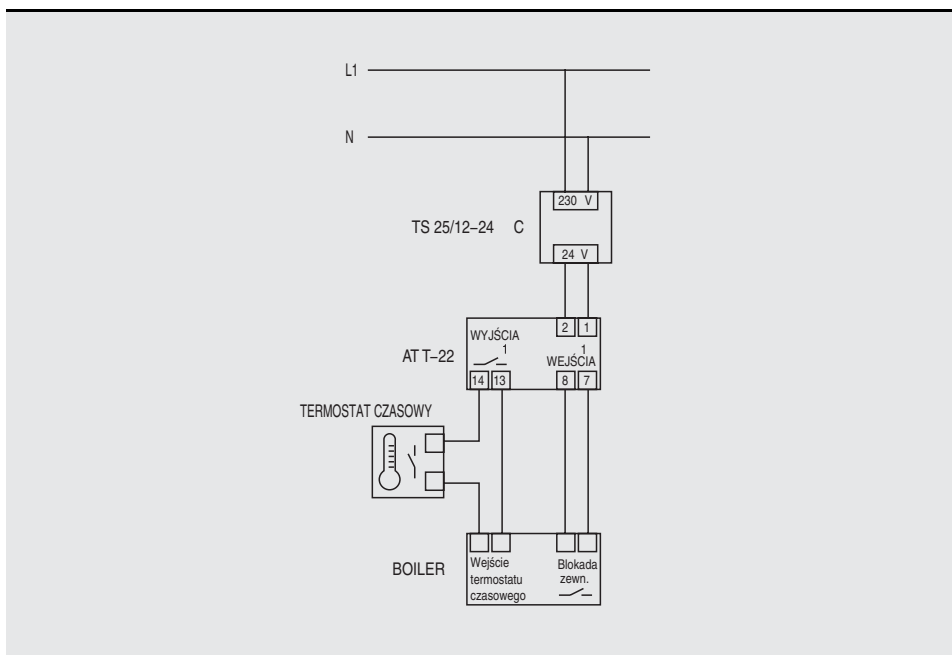 L1
N
230 V
TS 25/12–24 C
24 V
2 1
WYJŚCIA
1
AT T–22
1
WEJŚCIA
14 13
8 7
TERMOSTAT CZASOWY
BOILER
Wejście
termostatu
czasowego
Blokada
zewn.